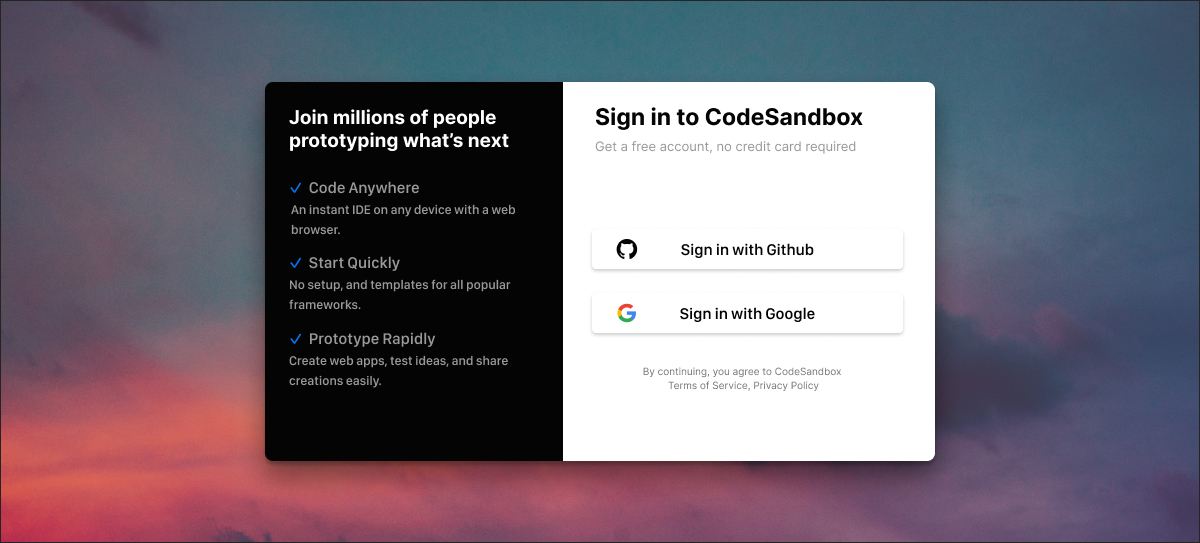 Join millions of people
prototyping what’s next
Code Anywhere
An instant IDE on any device with a web
browser.
Start Quickly
No setup, and templates for all popular
frameworks.
Prototype Rapidly
Create web apps, test ideas, and share
creations easily.
Sign in to CodeSandbox
Get a free account, no credit card required
Sign in with Github
Sign in with Google
By continuing, you agree to CodeSandbox
Terms of Service, Privacy Policy